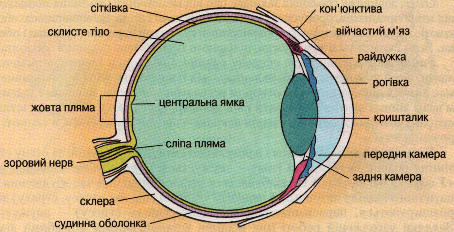 сітківка
кон'юнктива
склисте тіло
війчастий м'яз
райдужка
рогівка
жовта пляма
центральна ямка
кришталик
сліпа пляма
зоровий нерв
передня камера
задня камера
склера
судинна оболонка